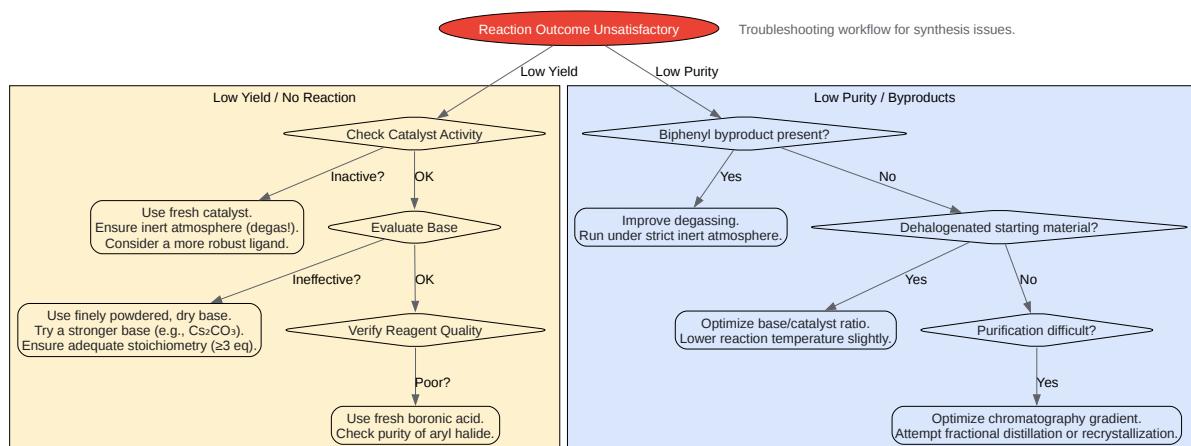 Reaction Outcome Unsatisfactory
Troubleshooting workflow for synthesis issues.
Low Yield
Low Purity
Low Yield / No Reaction
Check Catalyst Activity
Inactive?
OK
Use fresh catalyst.
Ensure inert atmosphere (degas!).
Consider a more robust ligand.
Evaluate Base
Ineffective?
OK
Use finely powdered, dry base.
Try a stronger base (e.g., Cs₂CO₃).
Ensure adequate stoichiometry (≥3 eq).
Verify Reagent Quality
Poor?
Use fresh boronic acid.
Check purity of aryl halide.
Low Purity / Byproducts
Biphenyl byproduct present?
Yes
No
Improve degassing.
Run under strict inert atmosphere.
Dehalogenated starting material?
Yes
No
Optimize base/catalyst ratio.
Lower reaction temperature slightly.
Purification difficult?
Yes
Optimize chromatography gradient.
Attempt fractional distillation or recrystallization.